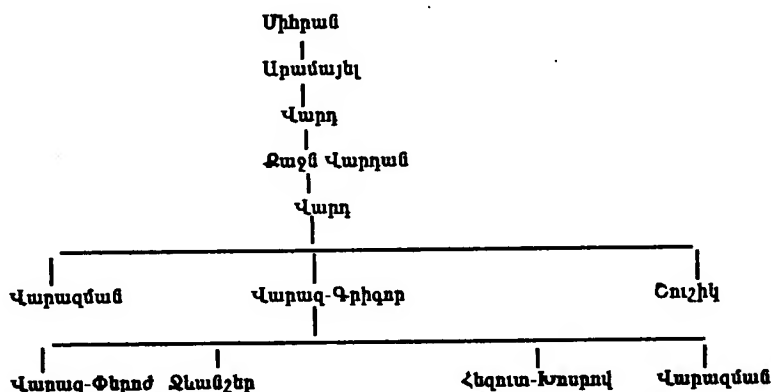 Միհրան
Արամայել
Վարդ
Քաջն Վարդան
Վարդ
Վարազման Վարազ-Գրիգոր Շուշիկ
Վարազ-Փերոժ Ջևանշեր Հեզուտ-Խոսրով Վարազման